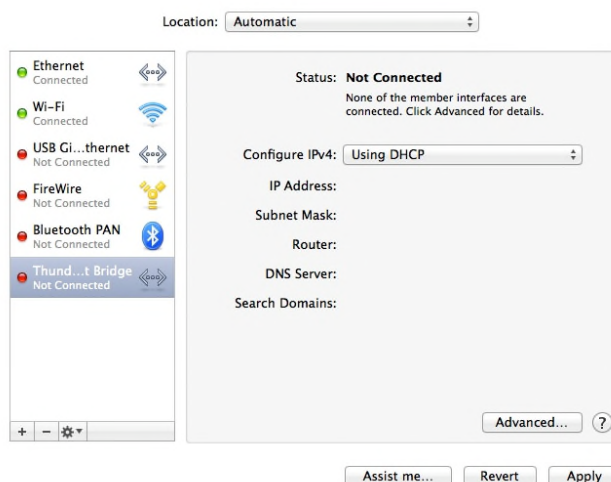 Location: Automatic
Ethernet
Connected
Wi-Fi
Connected
USB Gi...thernet
Not Connected
FireWire
Not Connected
Bluetooth PAN
Not Connected
Thund...t Bridge
Not Connected
Status: Not Connected
None of the member interfaces are
connected. Click Advanced for details.
Configure IPv4: Using DHCP
IP Address:
Subnet Mask:
Router:
DNS Server:
Search Domains:
Advanced... ?
Assist me... Revert Apply